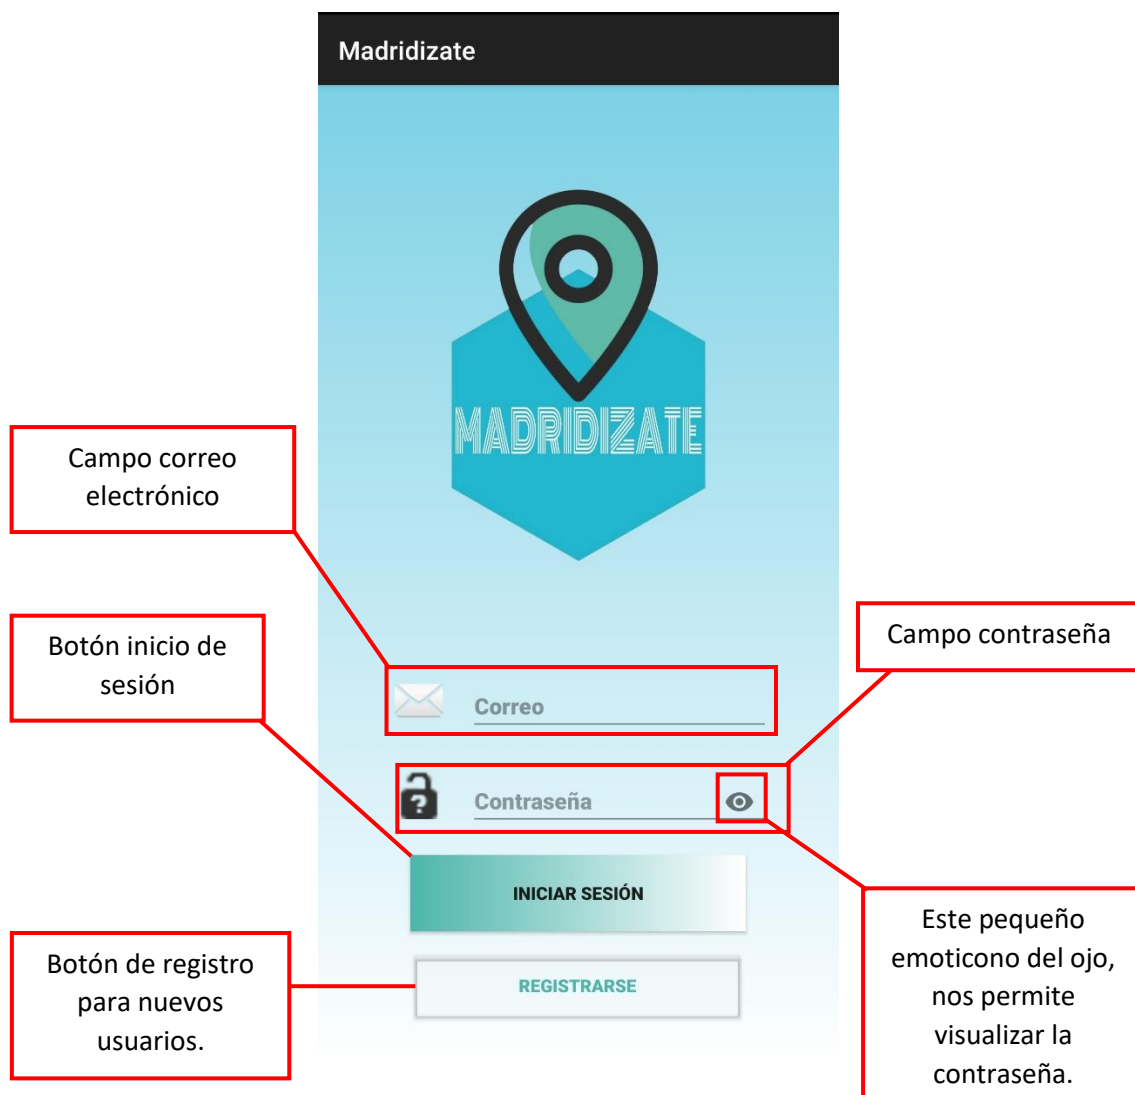 Madridizate
MADRIDIZATE
Campo correo
electrónico
Botón inicio de
sesión
Campo contraseña
Correo
Contraseña
INICIAR SESIÓN
REGISTRARSE
Botón de registro
para nuevos
usuarios.
Este pequeño
emoticono del ojo,
nos permite
visualizar la
contraseña.